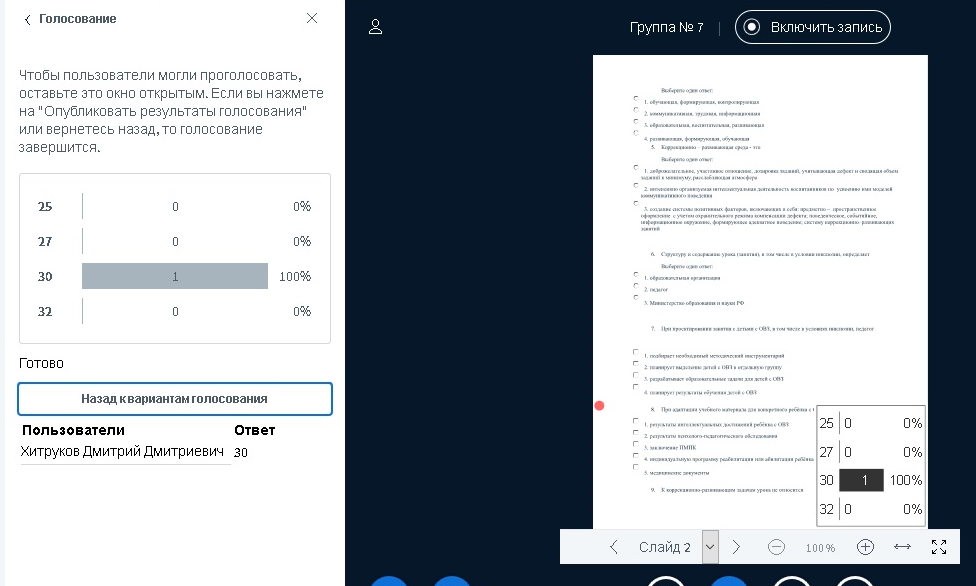 Голосование
Чтобы пользователи могли проголосовать,
оставьте это окно открытым. Если вы нажмете
на "Опубликовать результаты голосования"
или вернетесь назад, то голосование
завершится.
25 0 0%
27 0 0%
30 1 100%
32 0 0%
Готово
Назад к вариантам голосования
Пользователи Ответ
Хитруков Дмитрий Дмитриевич 30
Группа № 7
Включить запись
Выберите один ответ:
1. обучающая, формирующая, контролируемая
2. коммуникативная, трудовая, информационная
3. образовательная, воспитательная, развивающая
4. развивающая, формирующая, обучающая
5. Коррекционно – развивающая среда - это
Выберите один ответ:
1. доброжелательное, участливое отношение, дозировка заданий, учитывающая дефект и сводящая объем
заданий к минимуму, расслабляющая атмосфера
2. интенсивно организуемая интеллектуальная деятельность воспитанников по усвоению ими моделей
коммуникативного поведения
3. создание системы позитивных факторов, включающих в себя: предметно – пространственное
оформление с учетом охранительного режима компенсации дефекта; поведенческое, событийное,
информационное окружение, формирующее адекватное поведение; систему коррекционно- развивающих
занятий
6. Структуру и содержание урока (занятия), в том числе в условия инклюзии, определяет
Выберите один ответ:
1. образовательная организация
2. педагог
3. Министерство образования и науки РФ
7. При проектировании занятия с детьми с ОВЗ, в том числе в условиях инклюзии, педагог
1. подбирает необходимый методический инструментарий
2. планирует выделение детей с ОВЗ в отдельную группу
3. разрабатывает образовательные задачи для детей с ОВЗ
4. планирует результаты обучения детей с ОВЗ
8. При адаптации учебного материала для конкретного ребёнка с
1. результаты интеллектуальных достижений ребёнка с ОВЗ
2. результаты психолого-педагогического обследования
3. заключение ПМПК
4. индивидуальную программу реабилитации или абилитации ребёнка
5. медицинские документы
9. К коррекционно-развивающим задачам урока не относится
25 0 0%
27 0 0%
30 1 100%
32 0 0%
Слайд 2
100%